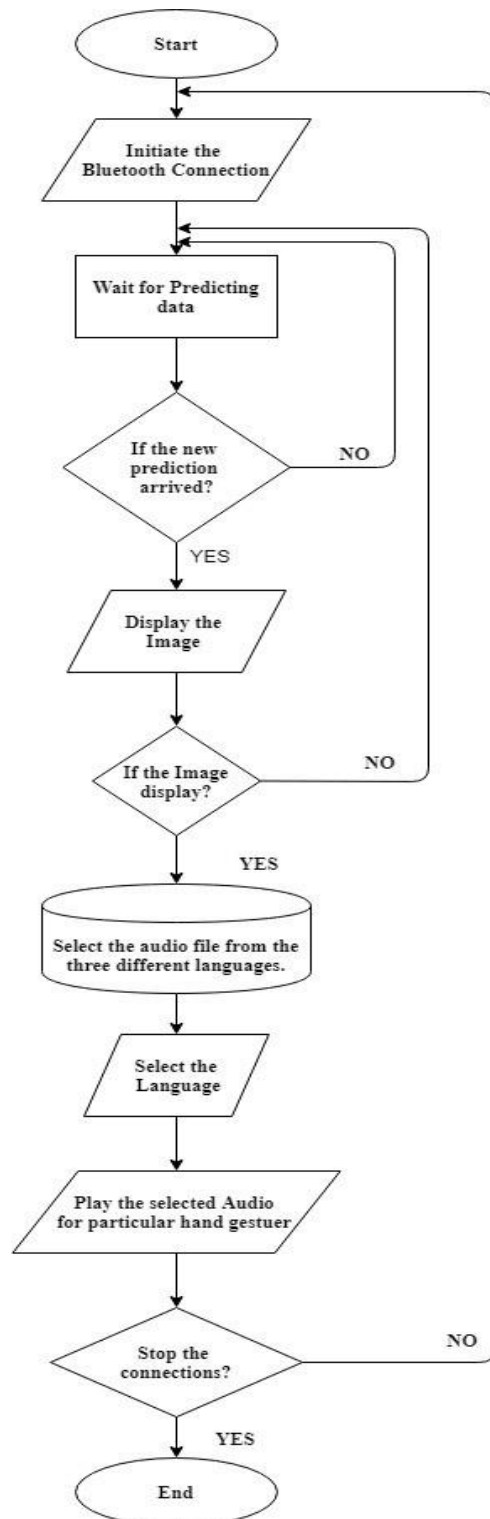 Start
Initiate the
Bluetooth Connection
Wait for Predicting
data
If the new
prediction
arrived?
NO
YES
Display the
Image
If the Image
display?
NO
YES
Select the audio file from the
three different languages.
Select the
Language
Play the selected Audio
for particular hand gestuer
Stop the
connections?
NO
YES
End